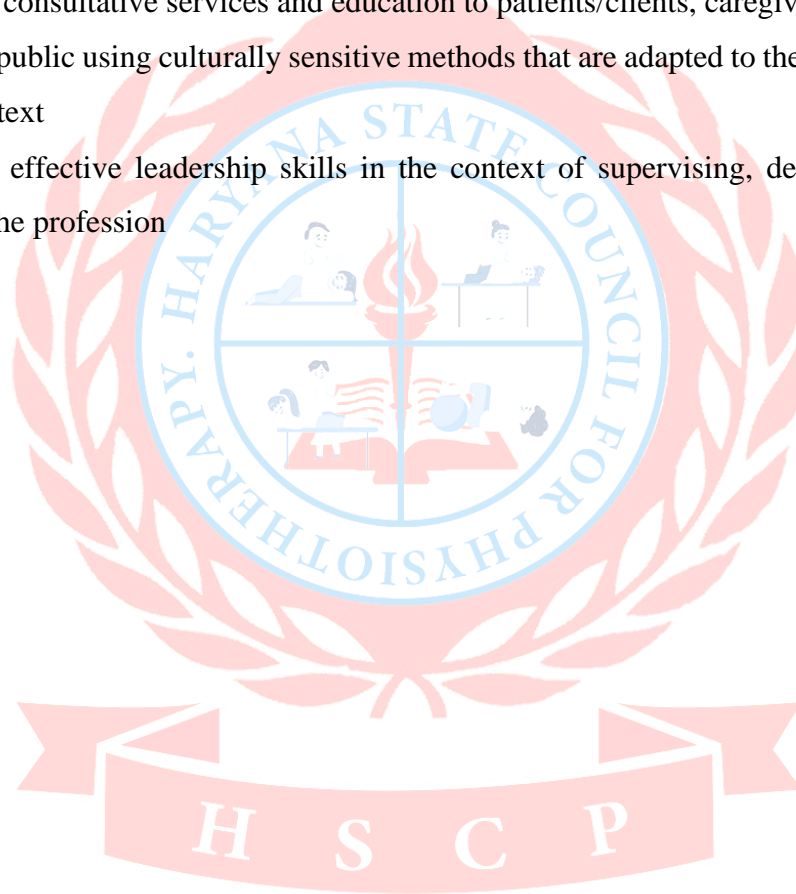 consultative services and education to patients/clients, caregiv
public using culturally sensitive methods that are adapted to the
text
effective leadership skills in the context of supervising, de
he profession
HARYANA STATE COUNCIL FOR PHYSIOTHERAPY.
H S C P